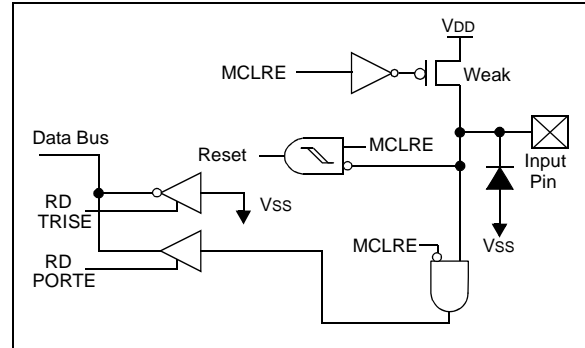 VDD
MCLRE
Weak
Data Bus
Reset
MCLRE
Input
Pin
RD
TRISE
VSS
VSS
RD
PORTE
MCLRE